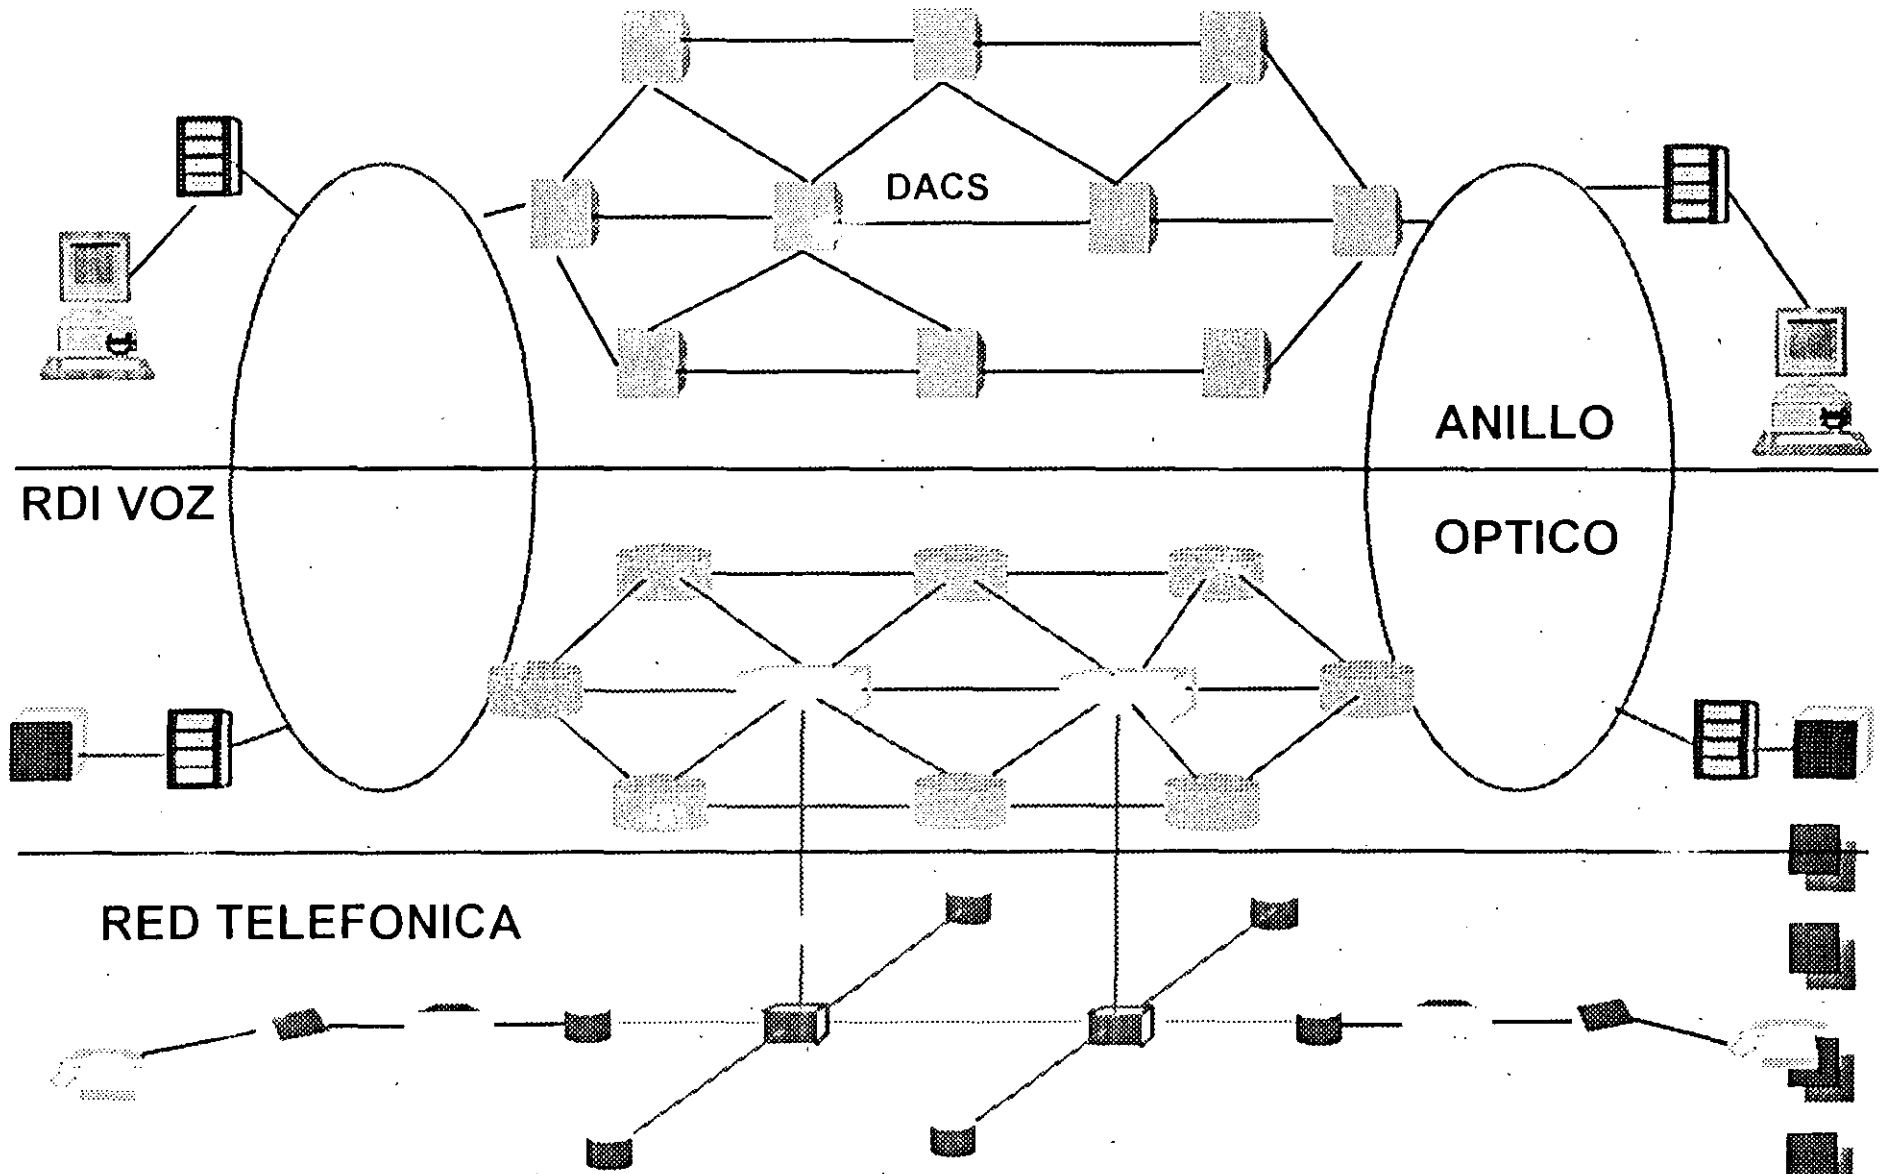 DACS
ANILLO
RDI VOZ
OPTICO
RED TELEFONICA